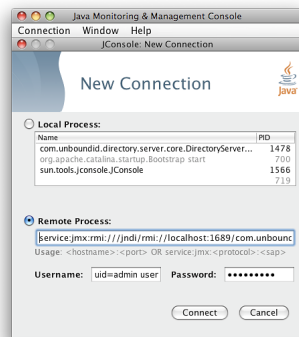 Java Monitoring & Management Console
Connection Window Help
JConsole: New Connection
New Connection
Java
Local Process:
Name PID
com.unboundid.directory.server.core.DirectoryServer... 1478
org.apache.catalina.startup.Bootstrap start 700
sun.tools.jconsole.JConsole 1566
719
Remote Process:
service:jmx:rmi:///jndi/rmi://localhost:1689/com.unbounc
Usage: <hostname>:<port> OR service:jmx:<protocol>:<sap>
Username: uid=admin user Password: •••••••••
Connect Cancel